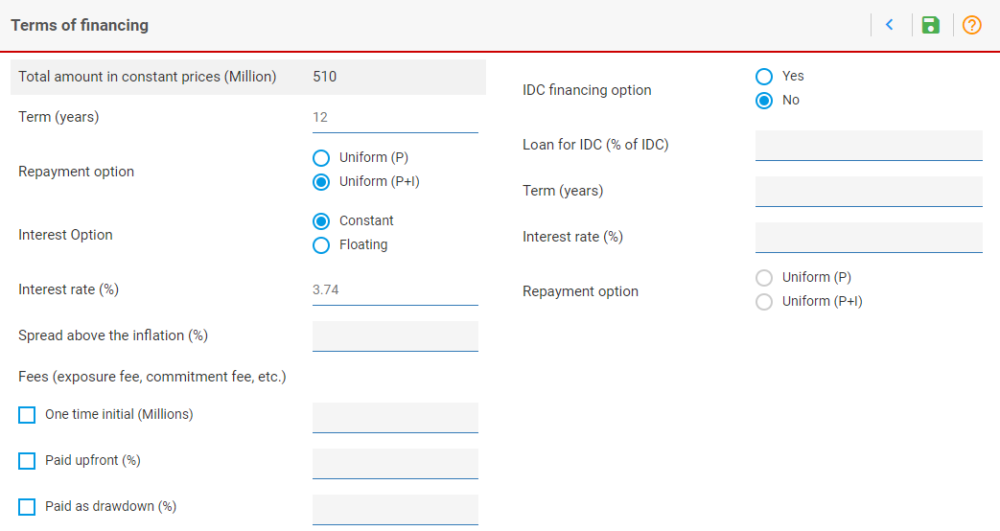 Terms of financing
Total amount in constant prices (Million) 510
Term (years) 12
Repayment option
Uniform (P)
Uniform (P+I)
Interest Option
Constant
Floating
Interest rate (%) 3.74
Spread above the inflation (%)
Fees (exposure fee, commitment fee, etc.)
One time initial (Millions)
Paid upfront (%)
Paid as drawdown (%)
IDC financing option
Yes
No
Loan for IDC (% of IDC)
Term (years)
Interest rate (%)
Repayment option
Uniform (P)
Uniform (P+I)